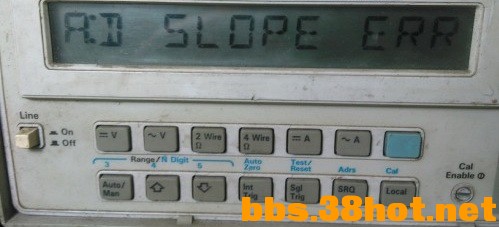 A:D SLOPE ERR
Line
On
Off
⎓ V
~ V
2 Wire Ω
4 Wire Ω
⎓ A
~ A
Range/N Digit
3
4
5
Auto Zero
Test/Reset
Adrs
Cal
Cal Enable
Auto/Man
Int Trig
Sgl Trig
SRQ
Local
bbs.38hot.net